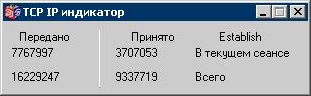 TCP IP индикатор
Передано Принято Establish
7767997 3707053 В текущем сеансе
16229247 9337719 Всего